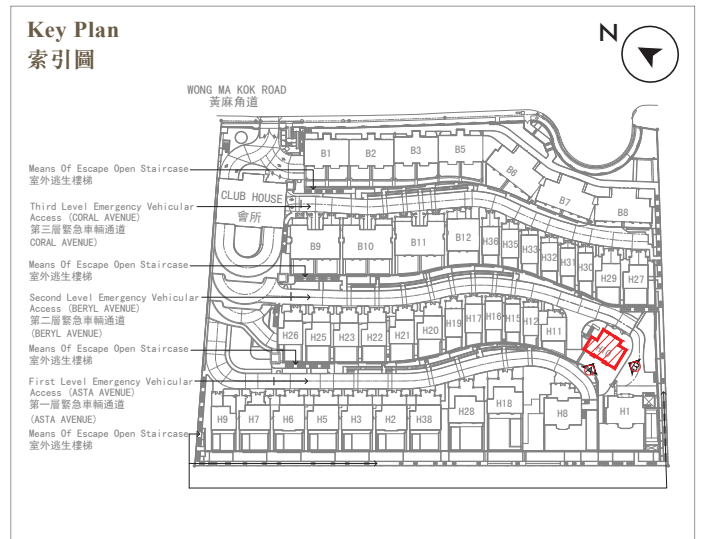 Key Plan
索引圖
N
WONG MA KOK ROAD
黃麻角道
B1
B2
B3
B5
B6
B7
B8
Means Of Escape Open Staircase
室外逃生樓梯
CLUB HOUSE
會所
Third Level Emergency Vehicular
Access (CORAL AVENUE)
第三層緊急車輛通道
CORAL AVENUE)
B9
B10
B11
B12
H36
H35
H33
H32
H31
H30
H29
H27
Means Of Escape Open Staircase
室外逃生樓梯
Second Level Emergency Vehicular
Access (BERYL AVENUE)
第二層緊急車輛通道
(BERYL AVENUE)
H26
H25
H23
H22
H21
H20
H19
H17
H16
H15
H12
H11
H10
Means Of Escape Open Staircase
室外逃生樓梯
First Level Emergency Vehicular
Access (ASTA AVENUE)
第一層緊急車輛通道
(ASTA AVENUE)
H9
H7
H6
H5
H3
H2
H38
H28
H18
H8
H1
Means Of Escape Open Staircase
室外逃生樓梯